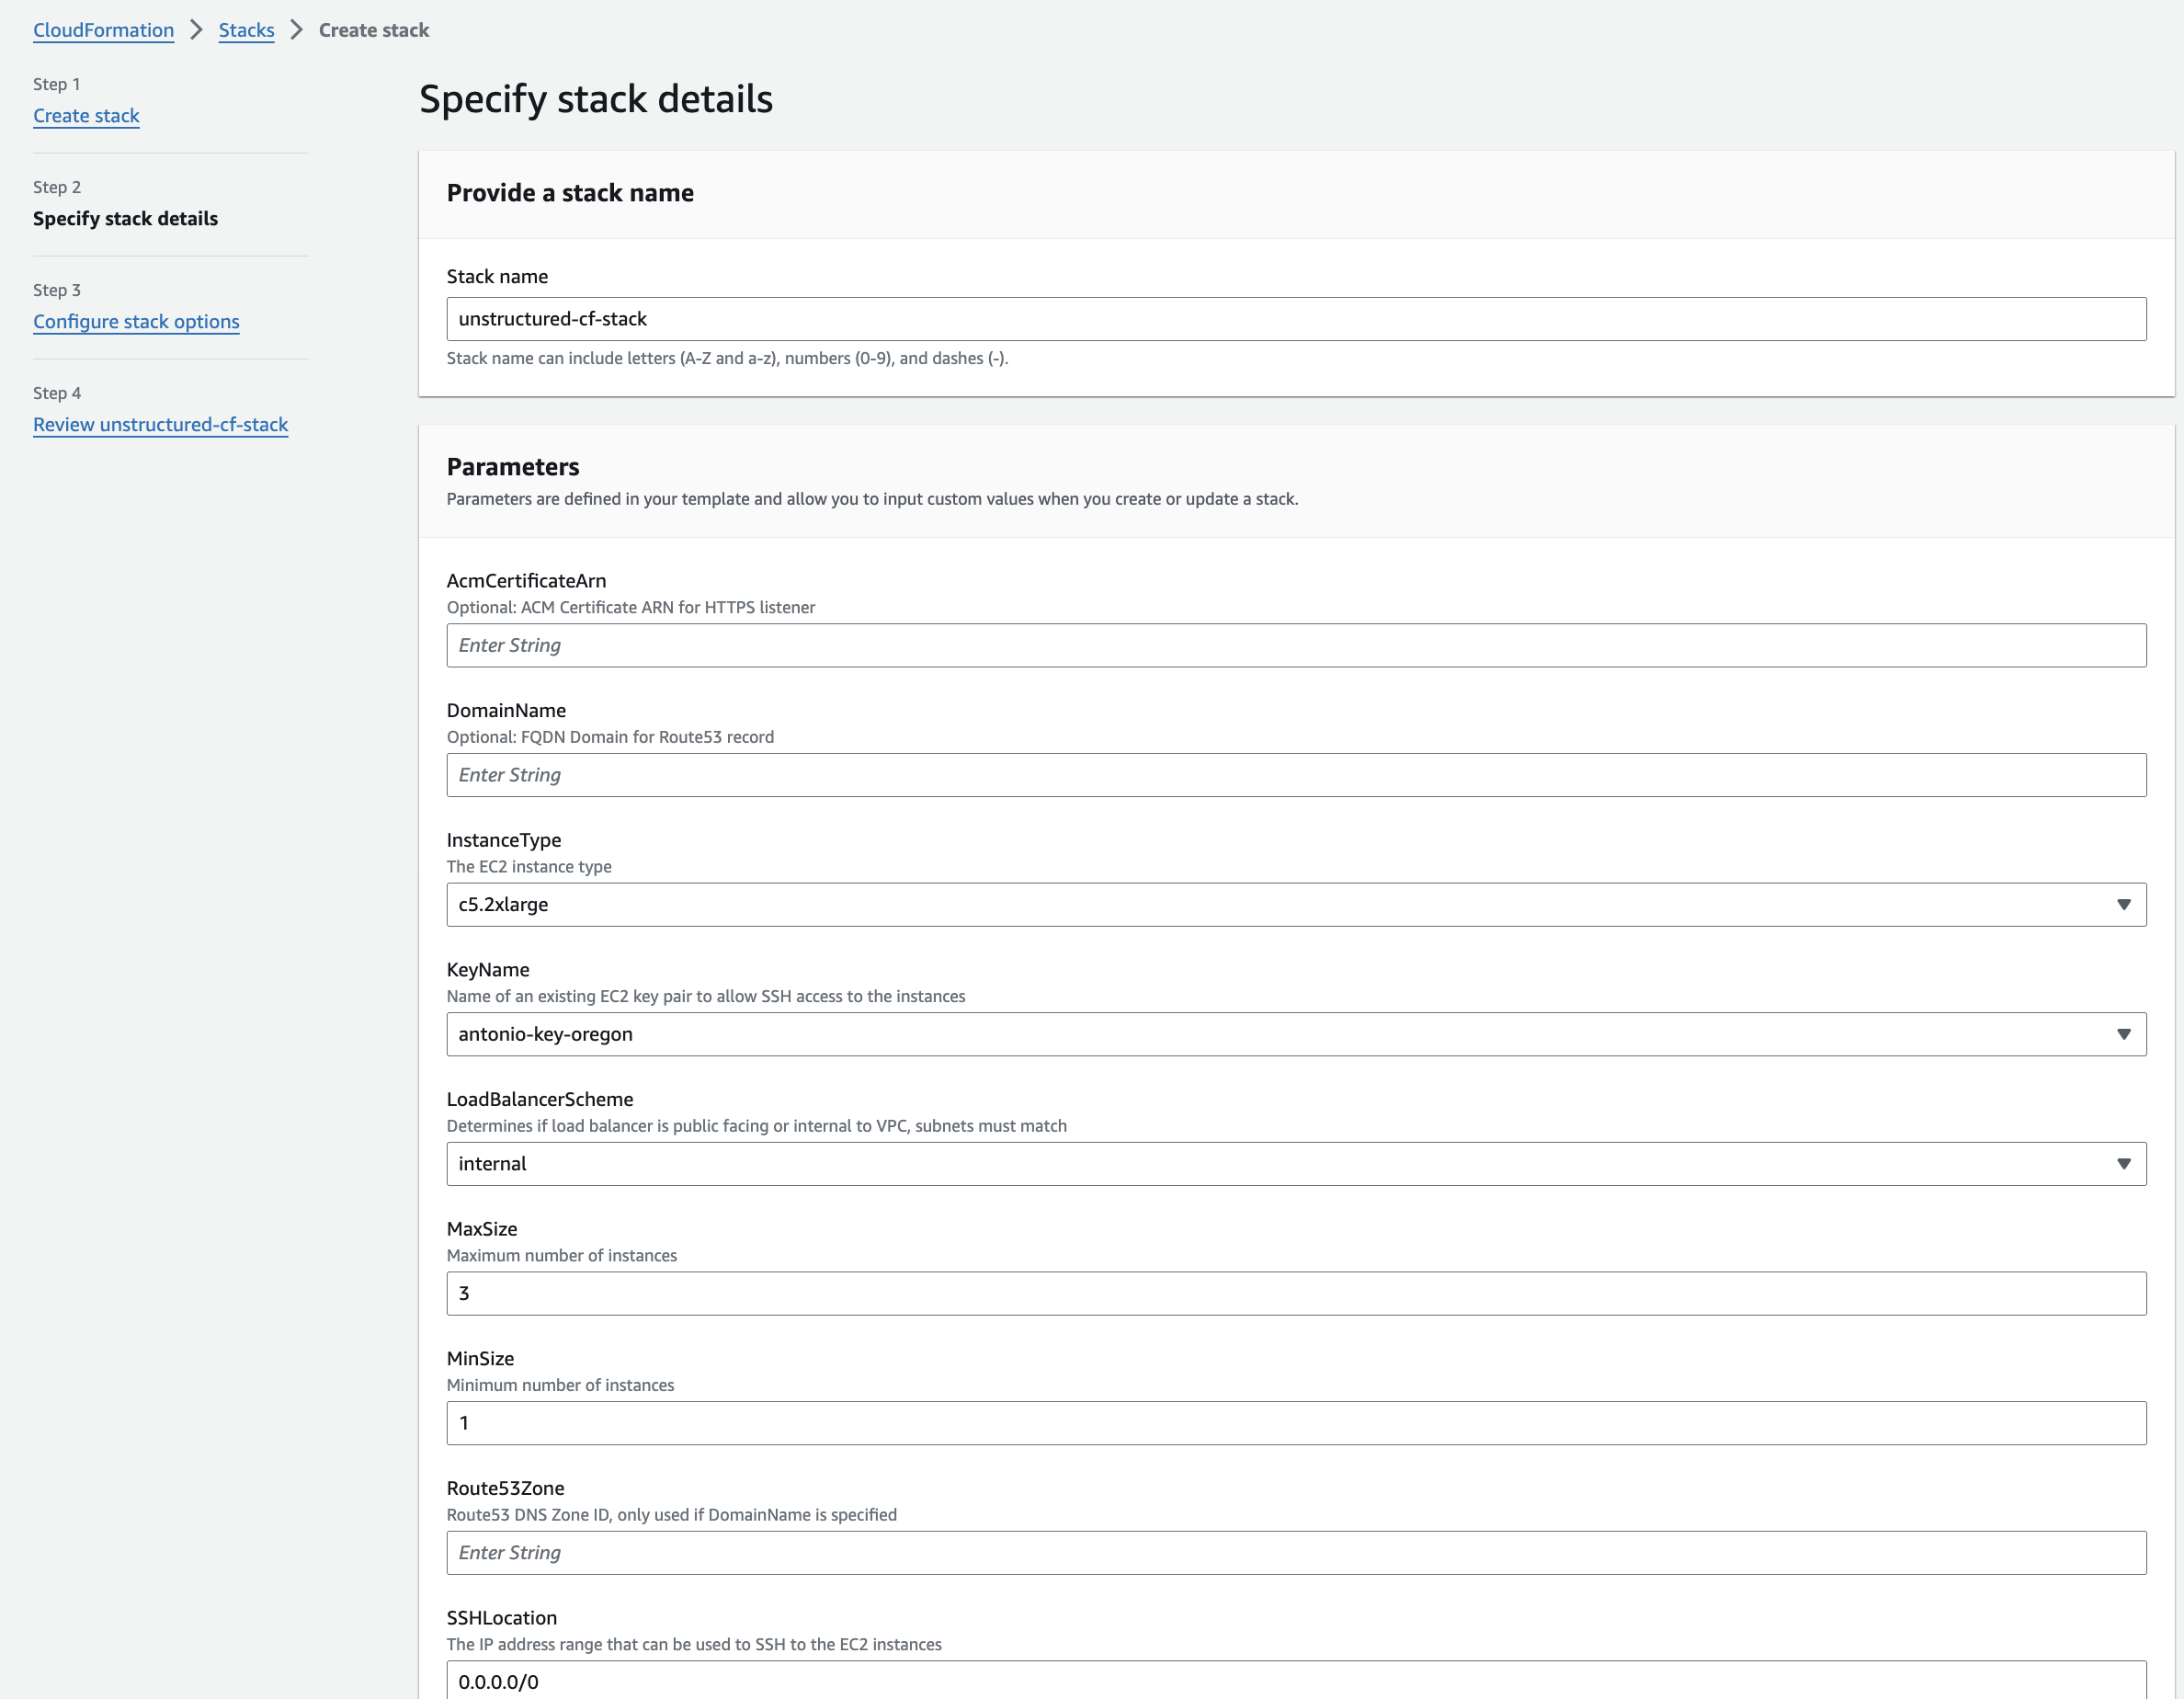 CloudFormation > Stacks > Create stack
Step 1
Create stack
Step 2
Specify stack details
Step 3
Configure stack options
Step 4
Review unstructured-cf-stack
Specify stack details
Provide a stack name
Stack name
unstructured-cf-stack
Stack name can include letters (A-Z and a-z), numbers (0-9), and dashes (-).
Parameters
Parameters are defined in your template and allow you to input custom values when you create or update a stack.
AcmCertificateArn
Optional: ACM Certificate ARN for HTTPS listener
Enter String
DomainName
Optional: FQDN Domain for Route53 record
Enter String
InstanceType
The EC2 instance type
c5.2xlarge
KeyName
Name of an existing EC2 key pair to allow SSH access to the instances
antonio-key-oregon
LoadBalancerScheme
Determines if load balancer is public facing or internal to VPC, subnets must match
internal
MaxSize
Maximum number of instances
3
MinSize
Minimum number of instances
1
Route53Zone
Route53 DNS Zone ID, only used if DomainName is specified
Enter String
SSHLocation
The IP address range that can be used to SSH to the EC2 instances
0.0.0.0/0